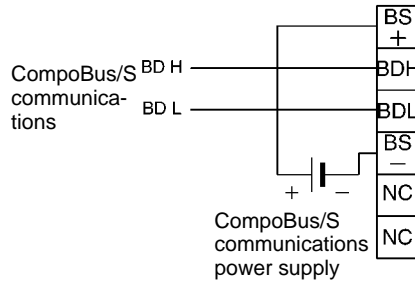 BS
+
CompoBus/S
communica-
tions
BD H
BDH
BD L
BDL
BS
–
+ –
NC
CompoBus/S
communications
power supply
NC